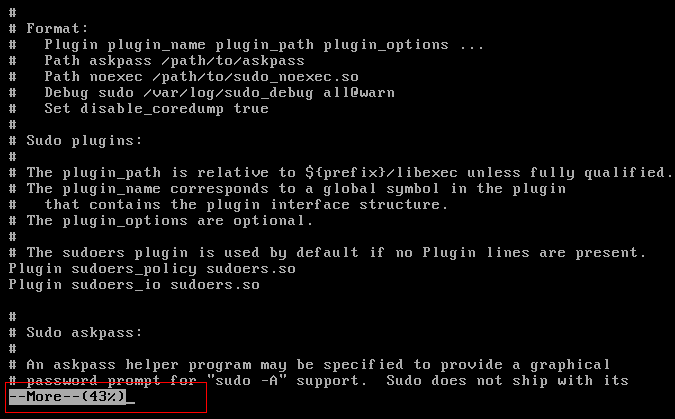 #
# Format:
#   Plugin plugin_name plugin_path plugin_options ...
#   Path askpass /path/to/askpass
#   Path noexec /path/to/sudo_noexec.so
#   Debug sudo /var/log/sudo_debug all@warn
#   Set disable_coredump true
#
# Sudo plugins:
#
# The plugin_path is relative to ${prefix}/libexec unless fully qualified.
# The plugin_name corresponds to a global symbol in the plugin
#   that contains the plugin interface structure.
# The plugin_options are optional.
#
# The sudoers plugin is used by default if no Plugin lines are present.
Plugin sudoers_policy sudoers.so
Plugin sudoers_io sudoers.so

#
# Sudo askpass:
#
# An askpass helper program may be specified to provide a graphical
# password prompt for "sudo -A" support.  Sudo does not ship with its
--More--(43%)_